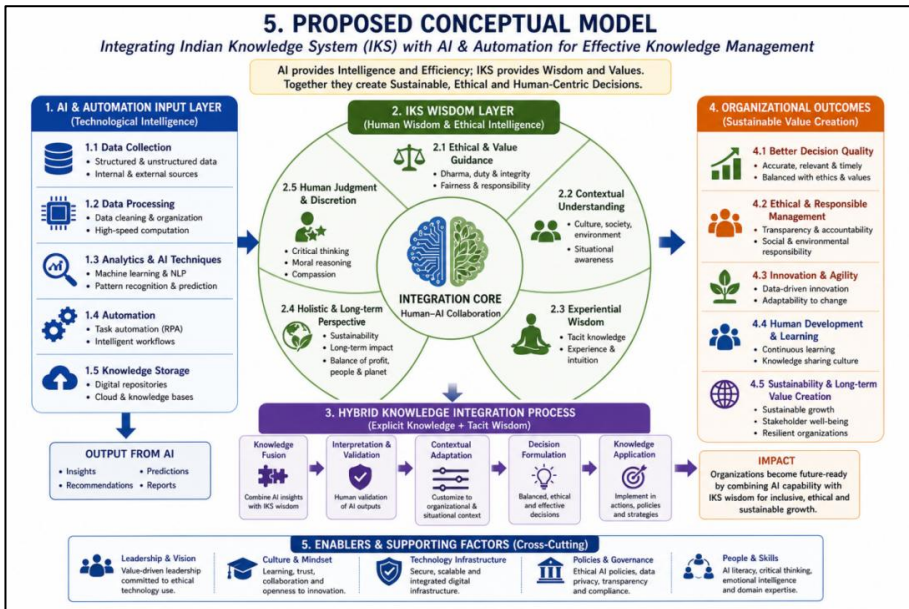 5. PROPOSED CONCEPTUAL MODEL
Integrating Indian Knowledge System (IKS) with AI & Automation for Effective Knowledge Management
AI provides Intelligence and Efficiency; IKS provides Wisdom and Values.
Together they create Sustainable, Ethical and Human-Centric Decisions.
1. AI & AUTOMATION INPUT LAYER
(Technological Intelligence)
1.1 Data Collection
• Structured & unstructured data
• Internal & external sources
1.2 Data Processing
• Data cleaning & organization
• High-speed computation
1.3 Analytics & AI Techniques
• Machine learning & NLP
• Pattern recognition & prediction
1.4 Automation
• Task automation (RPA)
• Intelligent workflows
1.5 Knowledge Storage
• Digital repositories
• Cloud & knowledge bases
OUTPUT FROM AI
• Insights
• Predictions
• Recommendations
• Reports
2. IKS WISDOM LAYER
(Human Wisdom & Ethical Intelligence)
2.1 Ethical & Value
Guidance
• Dharma, duty & integrity
• Fairness & responsibility
2.2 Contextual
Understanding
• Culture, society,
environment
• Situational
awareness
2.3 Experiential
Wisdom
• Tacit knowledge
• Experience &
intuition
2.4 Holistic & Long-term
Perspective
• Sustainability
• Long-term impact
• Balance of profit,
people & planet
2.5 Human Judgment
& Discretion
• Critical thinking
• Moral reasoning
• Compassion
INTEGRATION CORE
Human–AI Collaboration
3. HYBRID KNOWLEDGE INTEGRATION PROCESS
(Explicit Knowledge + Tacit Wisdom)
Knowledge
Fusion
Combine AI insights
with IKS wisdom
Interpretation &
Validation
Human validation
of AI outputs
Contextual
Adaptation
Customize to
organizational &
situational context
Decision
Formulation
Balanced, ethical
and effective
decisions
Knowledge
Application
Implement in
actions, policies
and strategies
4. ORGANIZATIONAL OUTCOMES
(Sustainable Value Creation)
4.1 Better Decision Quality
• Accurate, relevant & timely
• Balanced with ethics & values
4.2 Ethical & Responsible
Management
• Transparency & accountability
• Social & environmental
responsibility
4.3 Innovation & Agility
• Data-driven innovation
• Adaptability to change
4.4 Human Development
& Learning
• Continuous learning
• Knowledge sharing culture
4.5 Sustainability & Long-term
Value Creation
• Sustainable growth
• Stakeholder well-being
• Resilient organizations
IMPACT
Organizations become future-ready
by combining AI capability with
IKS wisdom for inclusive, ethical and
sustainable growth.
5. ENABLERS & SUPPORTING FACTORS (Cross-Cutting)
Leadership & Vision
Value-driven leadership
committed to ethical
technology use.
Culture & Mindset
Learning, trust,
collaboration and
openness to innovation.
Technology Infrastructure
Secure, scalable and
integrated digital
infrastructure.
Policies & Governance
Ethical AI policies, data
privacy, transparency
and compliance.
People & Skills
AI literacy, critical thinking,
emotional intelligence
and domain expertise.